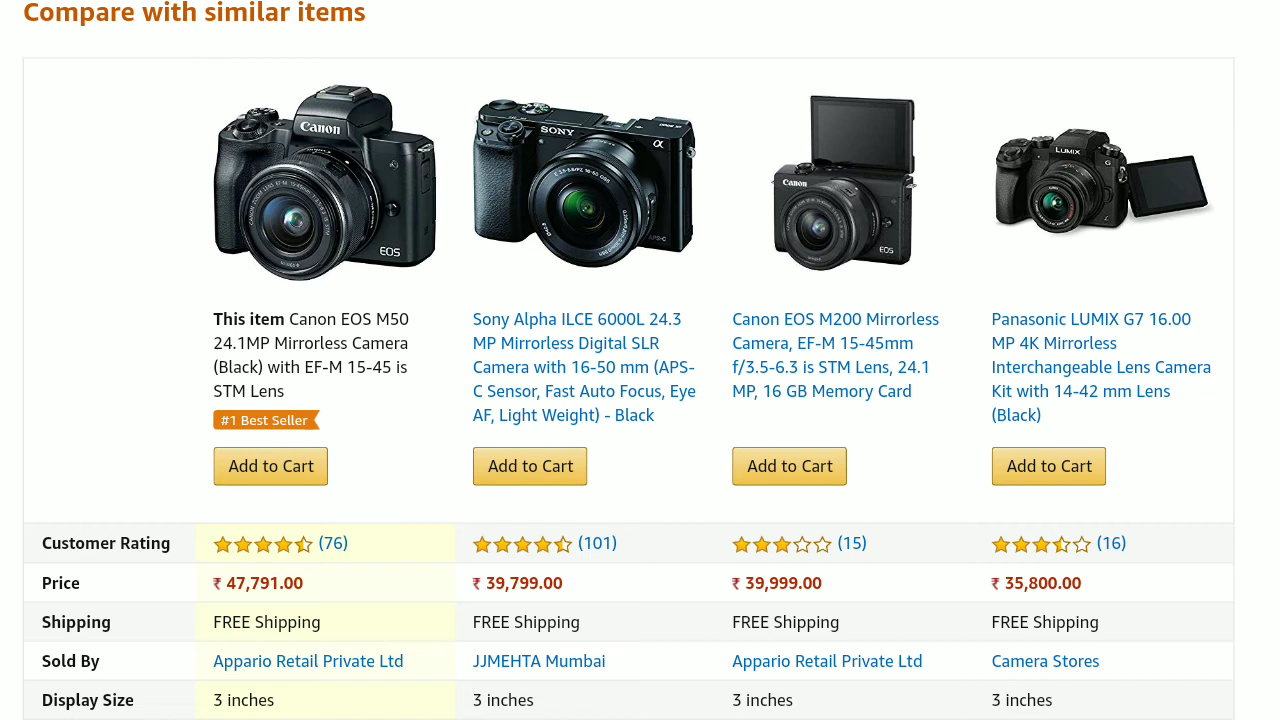 Compare with similar items
Canon
EOS
SONY
α
APS-C
Canon
EOS
LUMIX
G
This item Canon EOS M50
24.1MP Mirrorless Camera
(Black) with EF-M 15-45 is
STM Lens
#1 Best Seller
Add to Cart
Sony Alpha ILCE 6000L 24.3
MP Mirrorless Digital SLR
Camera with 16-50 mm (APS-
C Sensor, Fast Auto Focus, Eye
AF, Light Weight) - Black
Add to Cart
Canon EOS M200 Mirrorless
Camera, EF-M 15-45mm
f/3.5-6.3 is STM Lens, 24.1
MP, 16 GB Memory Card
Add to Cart
Panasonic LUMIX G7 16.00
MP 4K Mirrorless
Interchangeable Lens Camera
Kit with 14-42 mm Lens
(Black)
Add to Cart
Customer Rating (76) (101) (15) (16)
Price ₹ 47,791.00 ₹ 39,799.00 ₹ 39,999.00 ₹ 35,800.00
Shipping FREE Shipping FREE Shipping FREE Shipping FREE Shipping
Sold By Appario Retail Private Ltd JJMEHTA Mumbai Appario Retail Private Ltd Camera Stores
Display Size 3 inches 3 inches 3 inches 3 inches